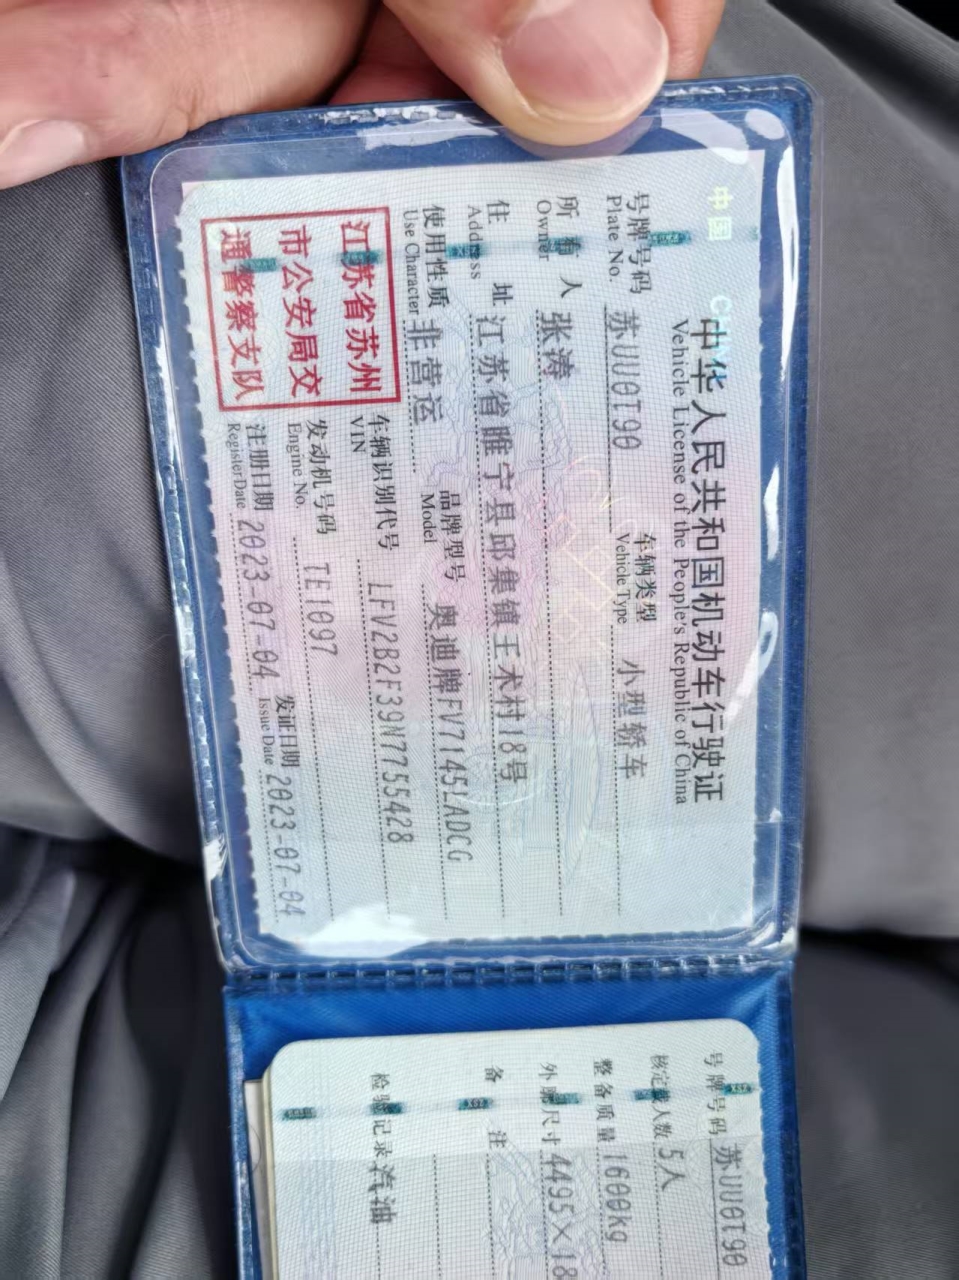 中国 CHINA
中华人民共和国机动车行驶证
Vehicle License of the People's Republic of China
号牌号码 苏UU0T90 车辆类型 小型轿车
Plate No. Vehicle Type
所有人 张涛
Owner
住址 江苏省睢宁县邱集镇王术村18号
Address
使用性质 非营运 品牌型号 奥迪牌FV7145LADCG
Use Character Model
江苏省苏州
市公安局交
通警察支队
车辆识别代号 LFV2B2F39N7755428
VIN
发动机号码 TE1097
Engine No.
注册日期 2023-07-04 发证日期 2023-07-04
Register Date Issue Date
号牌号码 苏UU0T90
核定载人数 5人
整备质量 1600kg
外廓尺寸 4495×18
备注
检验记录 汽油